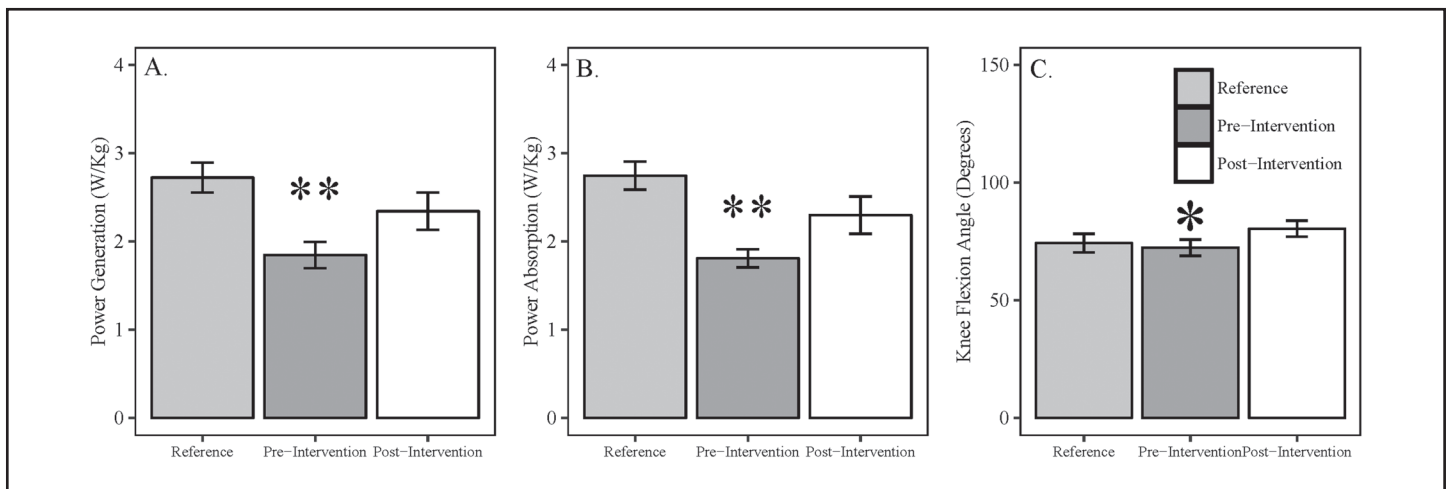 A.
Power Generation (W/Kg)
4
3
2
1
0
**
Reference
Pre−Intervention
Post−Intervention
B.
Power Absorption (W/Kg)
4
3
2
1
0
**
Reference
Pre−Intervention
Post−Intervention
C.
Knee Flexion Angle (Degrees)
150
100
50
0
Reference
Pre−Intervention
Post−Intervention
*
Reference
Pre−Intervention
Post−Intervention